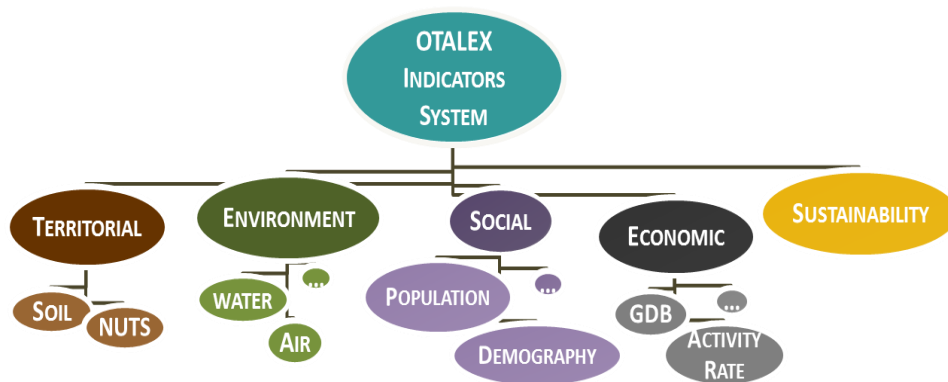 OTALEX
INDICATORS
SYSTEM
TERRITORIAL
ENVIRONMENT
SOCIAL
ECONOMIC
SUSTAINABILITY
SOIL
NUTS
WATER
...
AIR
POPULATION
...
DEMOGRAPHY
GDB
...
ACTIVITY
RATE